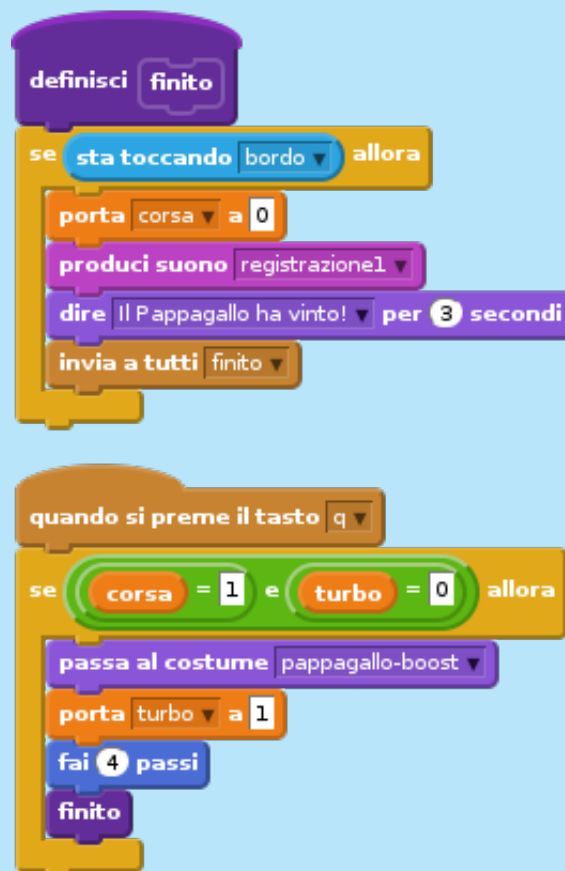 definisci finito
se sta toccando bordo allora
porta corsa a 0
produci suono registrazione1
dire Il Pappagallo ha vinto! per 3 secondi
invia a tutti finito
quando si preme il tasto q
se corsa = 1 e turbo = 0 allora
passa al costume pappagallo-boost
porta turbo a 1
fai 4 passi
finito